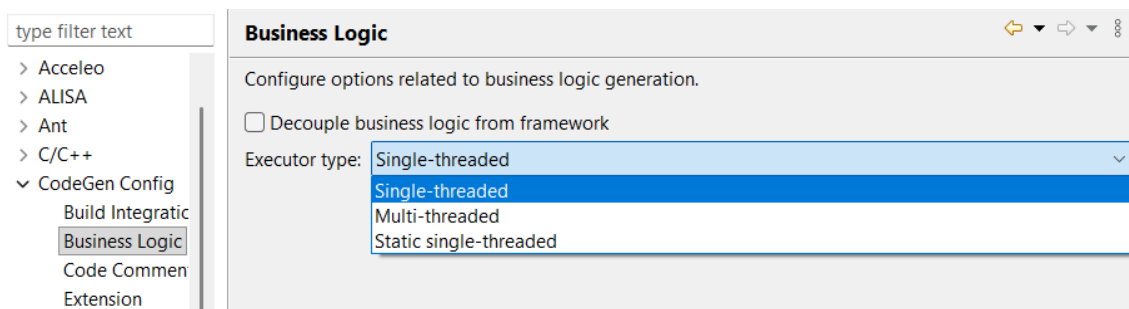 type filter text
Acceleo
ALISA
Ant
C/C++
CodeGen Config
Build Integratic
Business Logic
Code Commen
Extension
Business Logic
Configure options related to business logic generation.
Decouple business logic from framework
Executor type: Single-threaded
Single-threaded
Multi-threaded
Static single-threaded